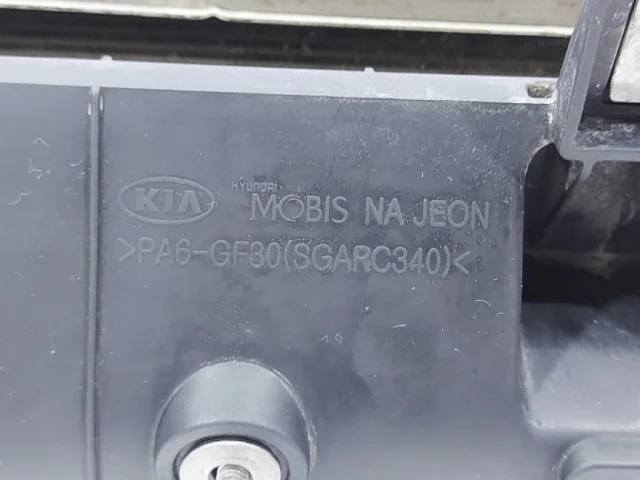 KIA HYUNDAI MOBIS NA JEON
>PA6-GF30(SGARC340)<